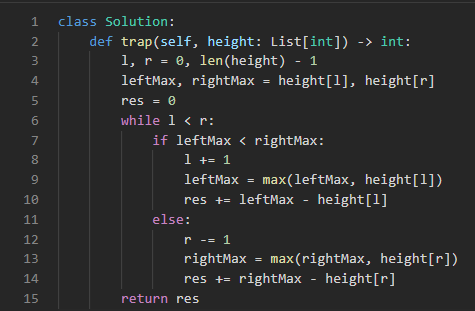 1 class Solution:
2     def trap(self, height: List[int]) -> int:
3         l, r = 0, len(height) - 1
4         leftMax, rightMax = height[l], height[r]
5         res = 0
6         while l < r:
7             if leftMax < rightMax:
8                 l += 1
9                 leftMax = max(leftMax, height[l])
10                 res += leftMax - height[l]
11             else:
12                 r -= 1
13                 rightMax = max(rightMax, height[r])
14                 res += rightMax - height[r]
15         return res